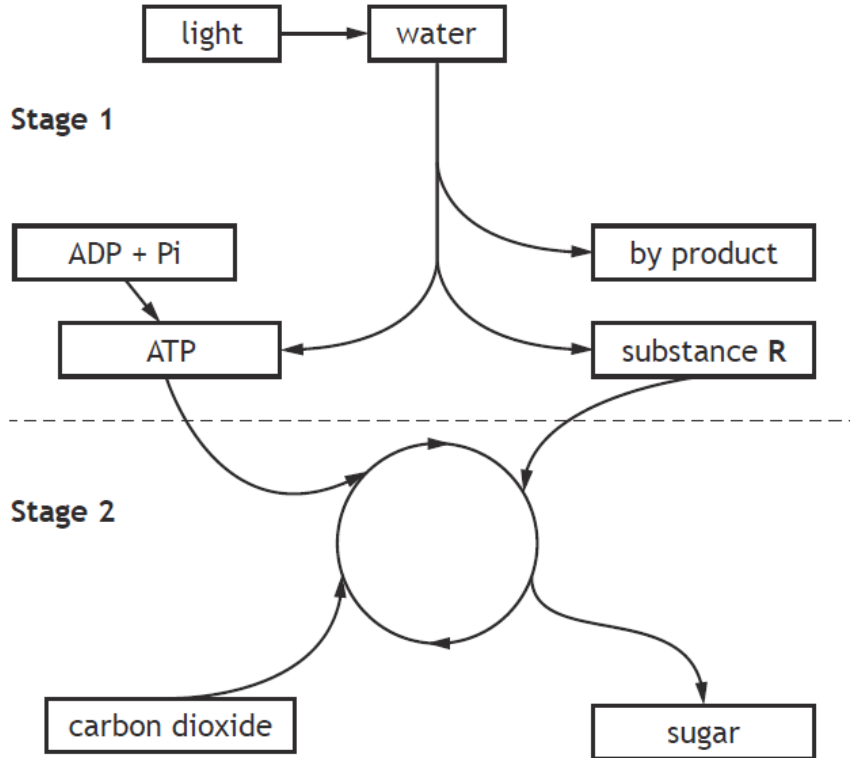 light
water
Stage 1
ADP + Pi
by product
ATP
substance R
Stage 2
carbon dioxide
sugar